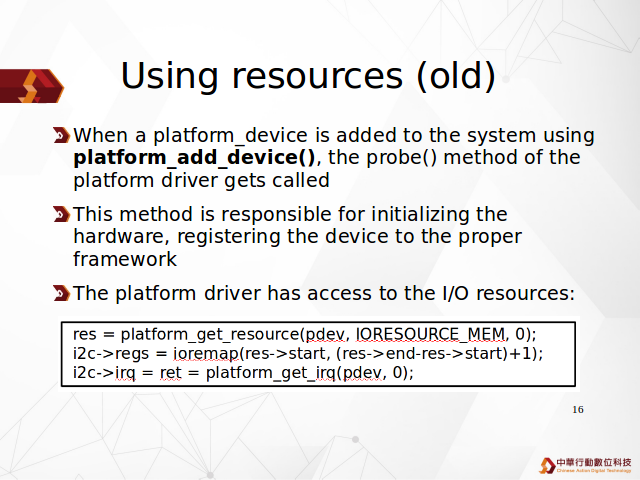 Using resources (old)
When a platform_device is added to the system using
platform_add_device(), the probe() method of the
platform driver gets called
This method is responsible for initializing the
hardware, registering the device to the proper
framework
The platform driver has access to the I/O resources:
res = platform_get_resource(pdev, IORESOURCE_MEM, 0);
i2c->regs = ioremap(res->start, (res->end-res->start)+1);
i2c->irq = ret = platform_get_irq(pdev, 0);
16
中華行動數位科技
Chinese Action Digital Technology